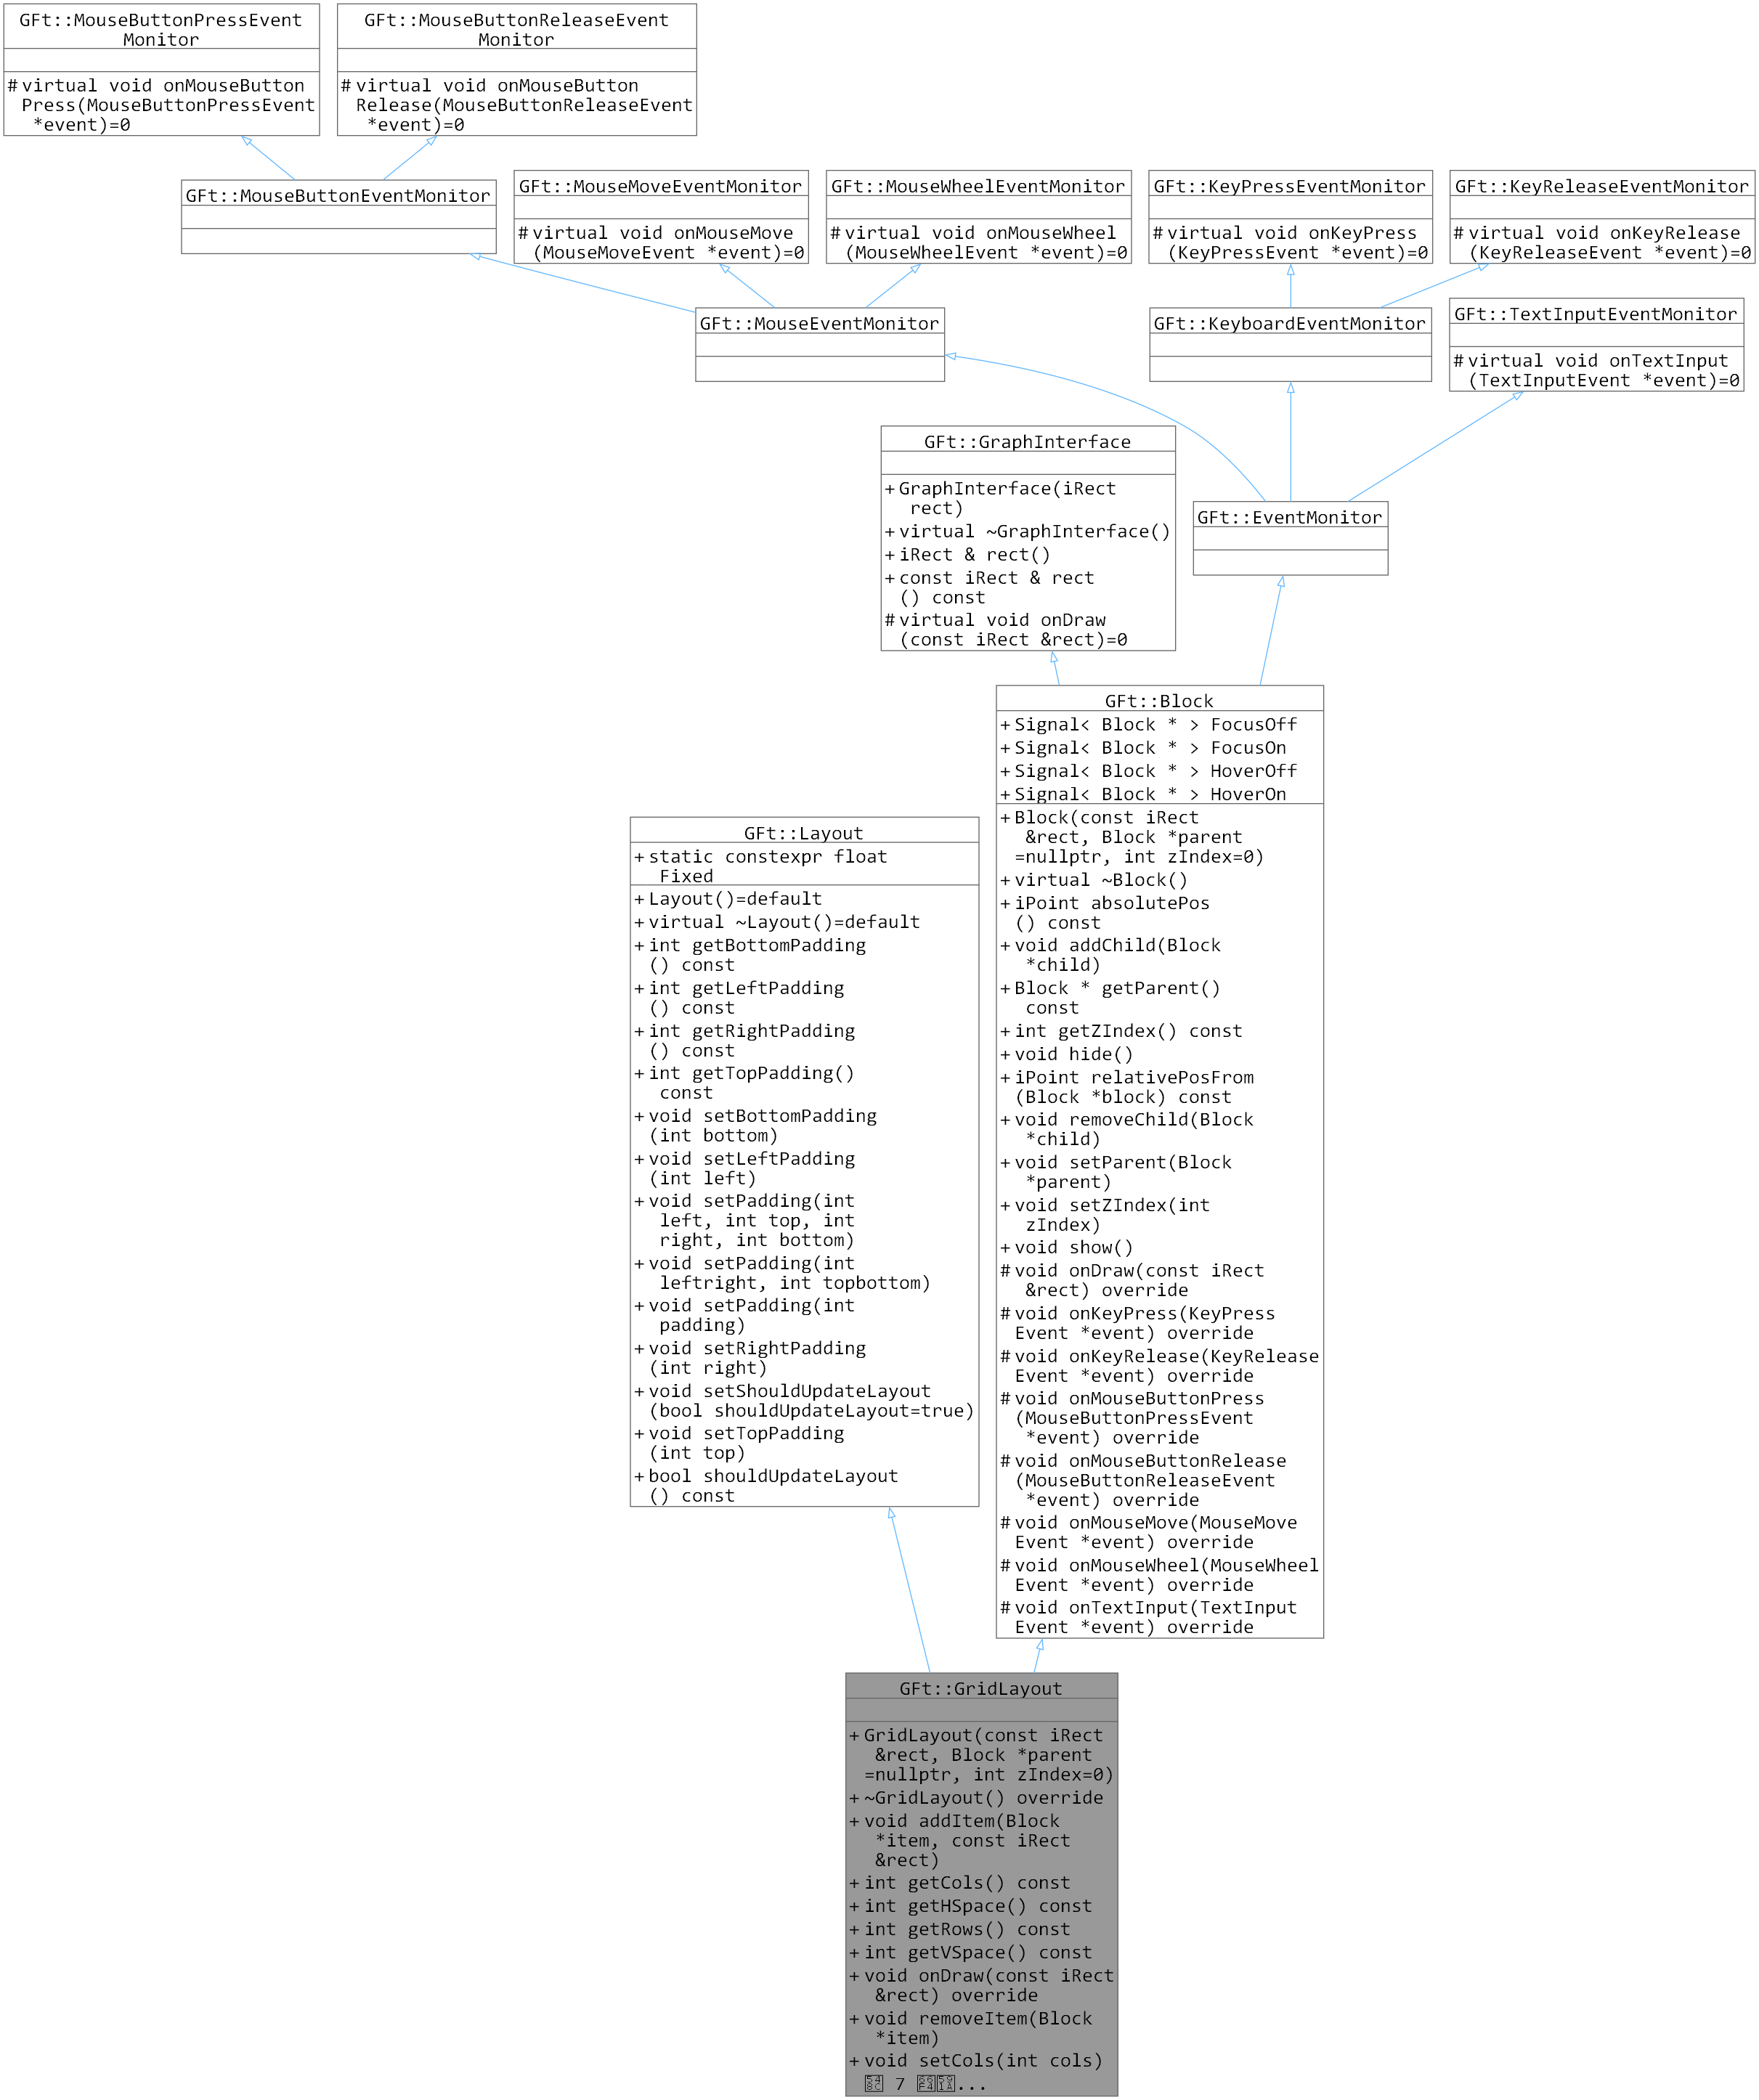 GFt::MouseButtonPressEvent
Monitor
# virtual void onMouseButton
Press(MouseButtonPressEvent
*event)=0
GFt::MouseButtonReleaseEvent
Monitor
# virtual void onMouseButton
Release(MouseButtonReleaseEvent
*event)=0
GFt::MouseButtonEventMonitor
GFt::MouseMoveEventMonitor
# virtual void onMouseMove
(MouseMoveEvent *event)=0
GFt::MouseWheelEventMonitor
# virtual void onMouseWheel
(MouseWheelEvent *event)=0
GFt::KeyPressEventMonitor
# virtual void onKeyPress
(KeyPressEvent *event)=0
GFt::KeyReleaseEventMonitor
# virtual void onKeyRelease
(KeyReleaseEvent *event)=0
GFt::MouseEventMonitor
GFt::KeyboardEventMonitor
GFt::TextInputEventMonitor
# virtual void onTextInput
(TextInputEvent *event)=0
GFt::GraphInterface
+ GraphInterface(iRect
rect)
+ virtual ~GraphInterface()
+ iRect & rect()
+ const iRect & rect
() const
# virtual void onDraw
(const iRect &rect)=0
GFt::EventMonitor
GFt::Block
+ Signal< Block * > FocusOff
+ Signal< Block * > FocusOn
+ Signal< Block * > HoverOff
+ Signal< Block * > HoverOn
+ Block(const iRect
&rect, Block *parent
=nullptr, int zIndex=0)
+ virtual ~Block()
+ iPoint absolutePos
() const
+ void addChild(Block
*child)
+ Block * getParent()
const
+ int getZIndex() const
+ void hide()
+ iPoint relativePosFrom
(Block *block) const
+ void removeChild(Block
*child)
+ void setParent(Block
*parent)
+ void setZIndex(int
zIndex)
+ void show()
# void onDraw(const iRect
&rect) override
# void onKeyPress(KeyPress
Event *event) override
# void onKeyRelease(KeyRelease
Event *event) override
# void onMouseButtonPress
(MouseButtonPressEvent
*event) override
# void onMouseButtonRelease
(MouseButtonReleaseEvent
*event) override
# void onMouseMove(MouseMove
Event *event) override
# void onMouseWheel(MouseWheel
Event *event) override
# void onTextInput(TextInput
Event *event) override
GFt::Layout
+ static constexpr float
Fixed
+ Layout()=default
+ virtual ~Layout()=default
+ int getBottomPadding
() const
+ int getLeftPadding
() const
+ int getRightPadding
() const
+ int getTopPadding()
const
+ void setBottomPadding
(int bottom)
+ void setLeftPadding
(int left)
+ void setPadding(int
left, int top, int
right, int bottom)
+ void setPadding(int
leftright, int topbottom)
+ void setPadding(int
padding)
+ void setRightPadding
(int right)
+ void setShouldUpdateLayout
(bool shouldUpdateLayout=true)
+ void setTopPadding
(int top)
+ bool shouldUpdateLayout
() const
GFt::GridLayout
+ GridLayout(const iRect
&rect, Block *parent
=nullptr, int zIndex=0)
+ ~GridLayout() override
+ void addItem(Block
*item, const iRect
&rect)
+ int getCols() const
+ int getHSpace() const
+ int getRows() const
+ int getVSpace() const
+ void onDraw(const iRect
&rect) override
+ void removeItem(Block
*item)
+ void setCols(int cols)
7 ...